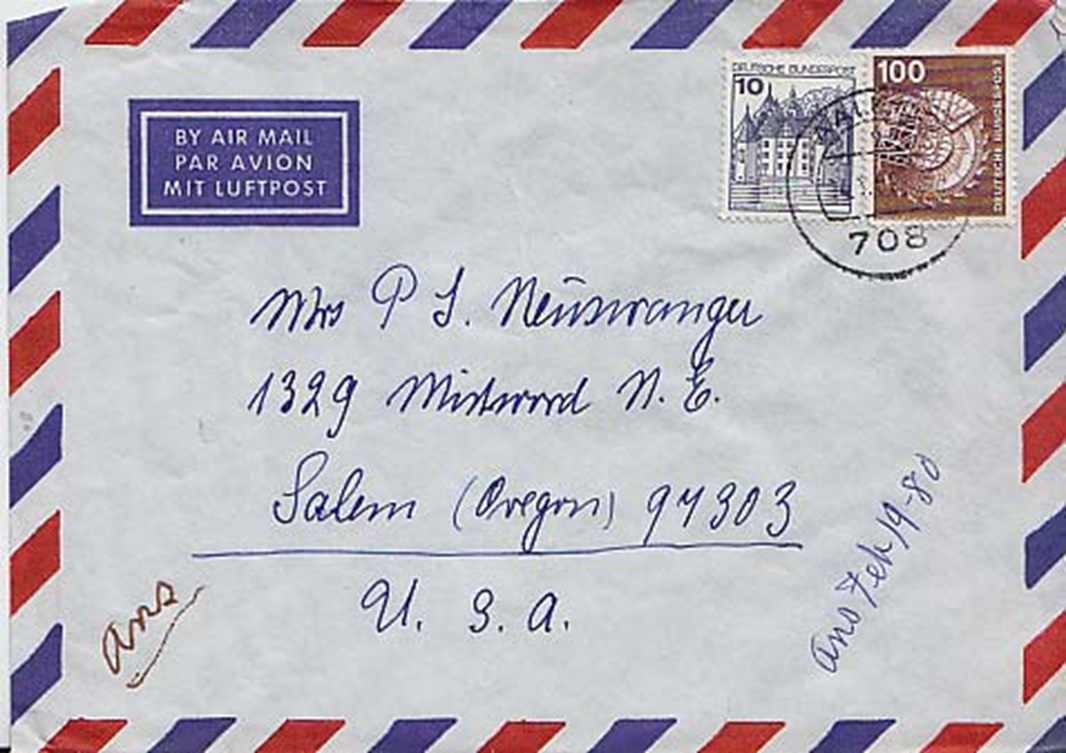 BY AIR MAIL
PAR AVION
MIT LUFTPOST
DEUTSCHE BUNDESPOST
10
100
DEUTSCHE BUNDESPOST
AALEN
708
Mrs P S. Neuswanger
1329 Mistwood N. E.
Salem (Oregon) 97303
U. S. A.
ans
ans Feb 19-80